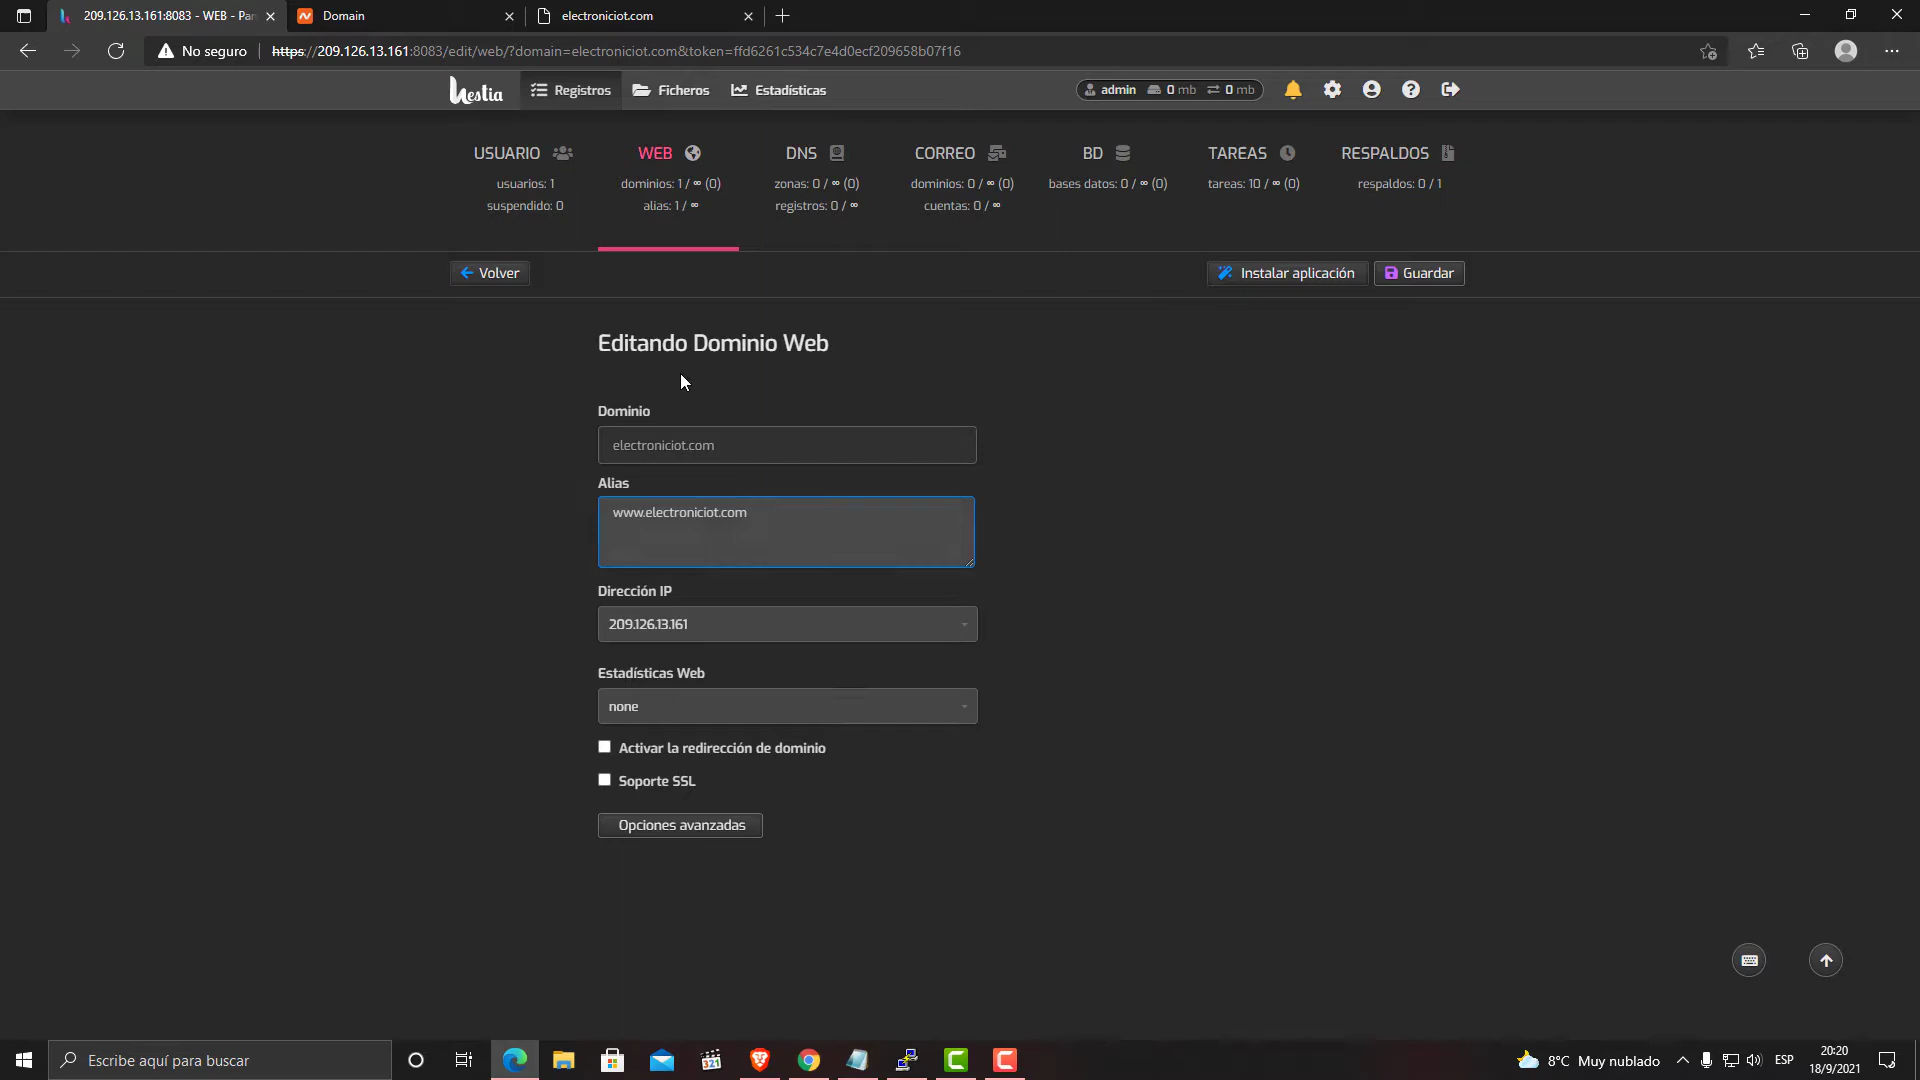 209.126.13.161:8083 - WEB - Pan
Domain
electroniciot.com
No seguro
https://209.126.13.161:8083/edit/web/?domain=electroniciot.com&token=ffd6261c534c7e4d0ecf209658b07f16
hestia
Registros
Ficheros
Estadísticas
admin 0 mb 0 mb
USUARIO
usuarios: 1
suspendido: 0
WEB
dominios: 1 / ∞ (0)
alias: 1 / ∞
DNS
zonas: 0 / ∞ (0)
registros: 0 / ∞
CORREO
dominios: 0 / ∞ (0)
cuentas: 0 / ∞
BD
bases datos: 0 / ∞ (0)
TAREAS
tareas: 10 / ∞ (0)
RESPALDOS
respaldos: 0 / 1
Volver
Instalar aplicación
Guardar
Editando Dominio Web
Dominio
electroniciot.com
Alias
www.electroniciot.com
Dirección IP
209.126.13.161
Estadísticas Web
none
Activar la redirección de dominio
Soporte SSL
Opciones avanzadas
Escribe aquí para buscar
321
8°C Muy nublado
ESP
20:20
18/9/2021